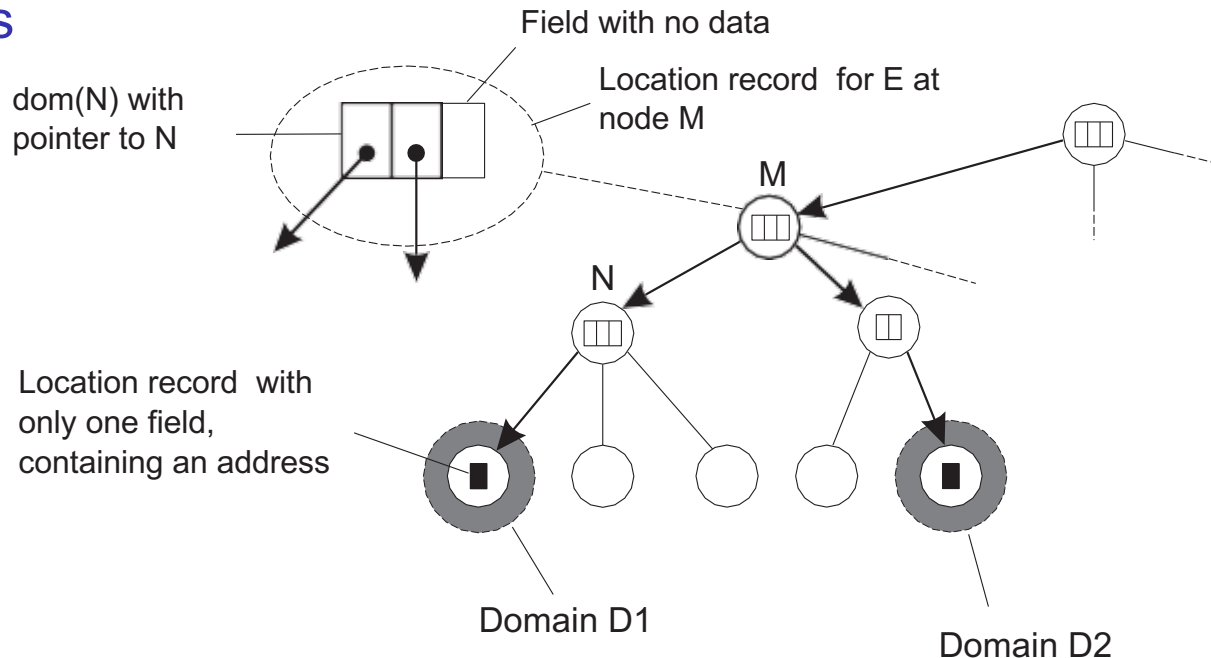 s
Field with no data
dom(N) with
pointer to N
Location record for E at
node M
M
N
Location record with
only one field,
containing an address
Domain D1
Domain D2